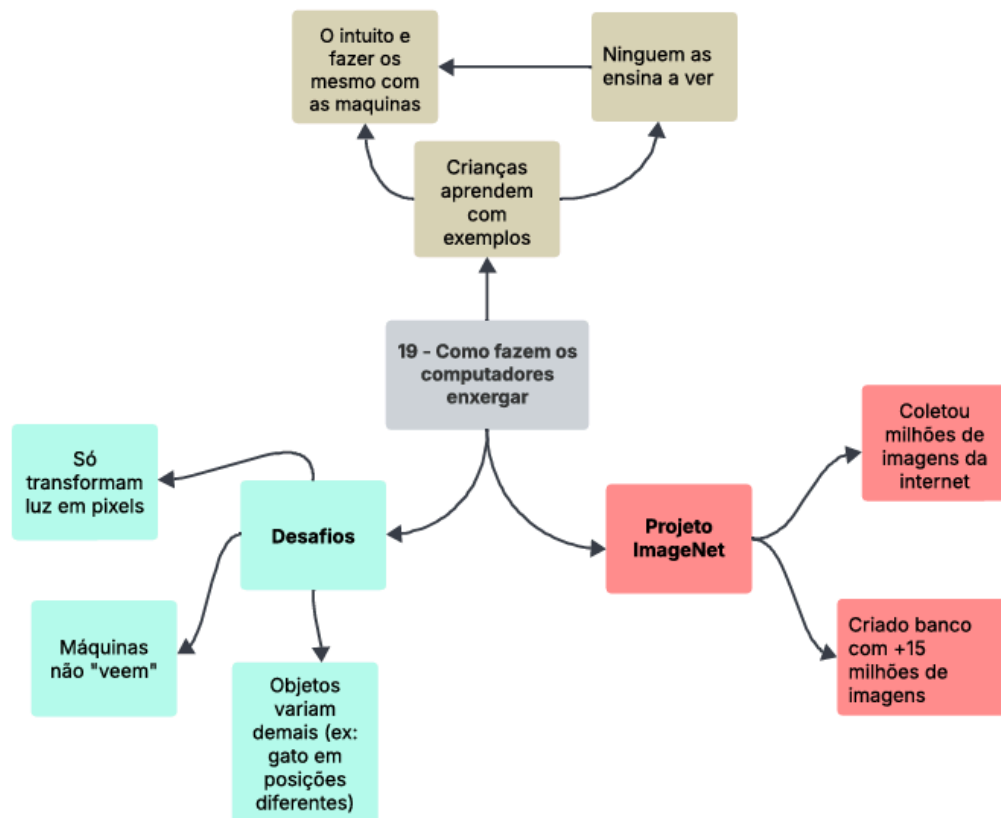 O intuito e
fazer os
mesmo com
as maquinas
Ninguem as
ensina a ver
Crianças
aprendem
com
exemplos
19 - Como fazem os
computadores
enxergar
Coletou
milhões de
imagens da
internet
Só
transformam
luz em pixels
Desafios
Projeto
ImageNet
Máquinas
não "veem"
Criado banco
com +15
milhões de
imagens
Objetos
variam
demais (ex:
gato em
posições
diferentes)